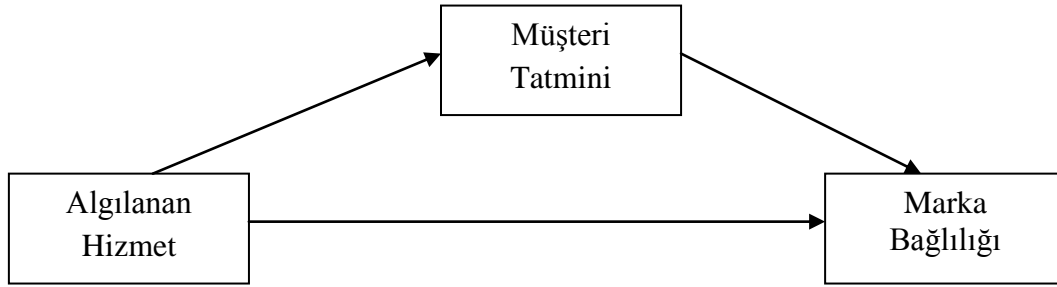 Müşteri
Tatmini
Algılanan
Hizmet
Marka
Bağlılığı